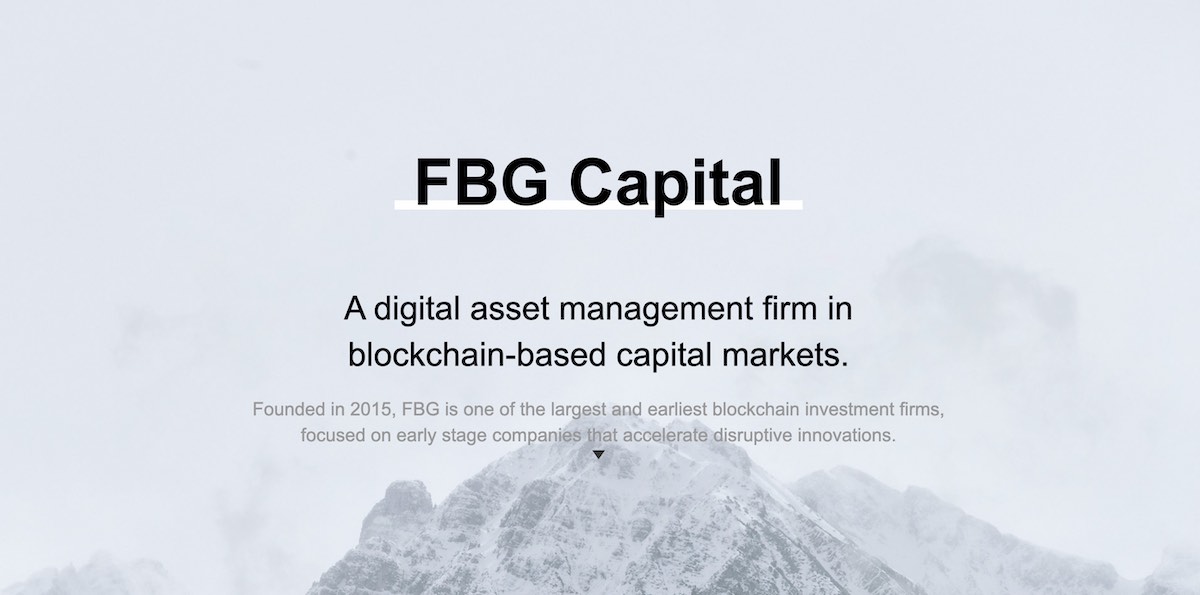 FBG Capital
A digital asset management firm in
blockchain-based capital markets.
Founded in 2015, FBG is one of the largest and earliest blockchain investment firms,
focused on early stage companies that accelerate disruptive innovations.